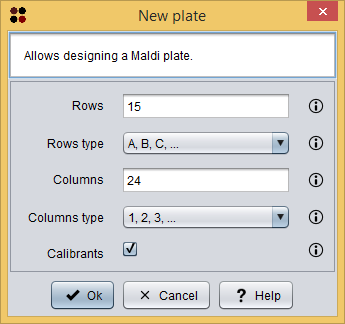 New plate
Allows designing a Maldi plate.
Rows 15
Rows type A, B, C, ...
Columns 24
Columns type 1, 2, 3, ...
Calibrants
Ok Cancel ? Help